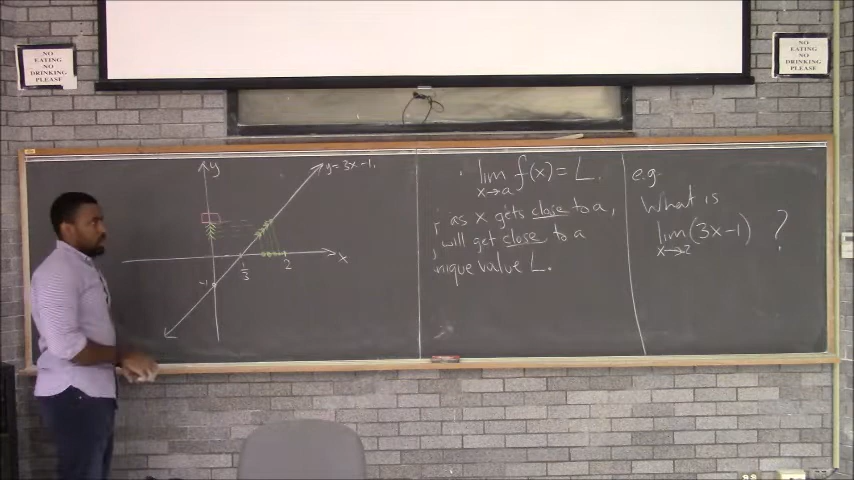 NO
EATING
NO
DRINKING
PLEASE
NO
EATING
NO
DRINKING
PLEASE
y
y=3x-1
x
1/3
2
-1
lim f(x) = L.
x→a
as x gets close to a,
will get close to a
value L.
e.g.
What is
lim (3x-1) ?
x→2